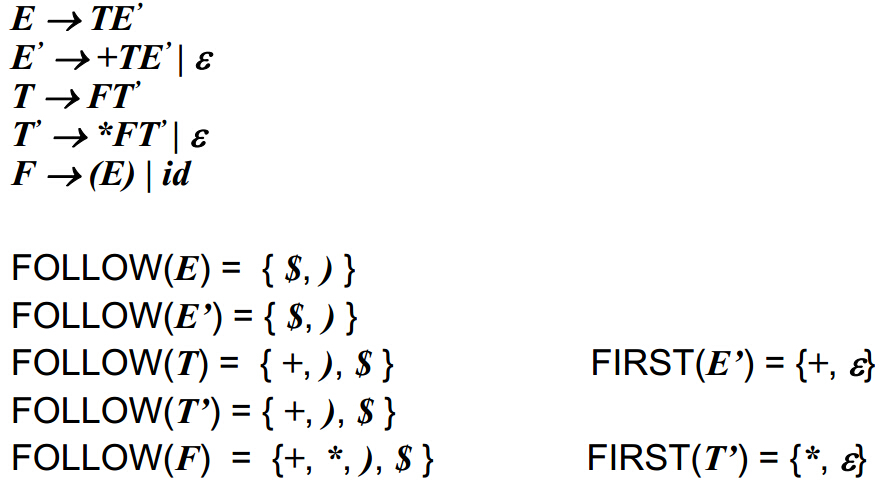 E → TE’
E’ → +TE’ | ε
T → FT’
T’ → *FT’ | ε
F → (E) | id
FOLLOW(E) = { $, ) }
FOLLOW(E’) = { $, ) }
FOLLOW(T) = { +, ), $ } FIRST(E’) = {+, ε}
FOLLOW(T’) = { +, ), $ }
FOLLOW(F) = {+, *, ), $ } FIRST(T’) = {*, ε}